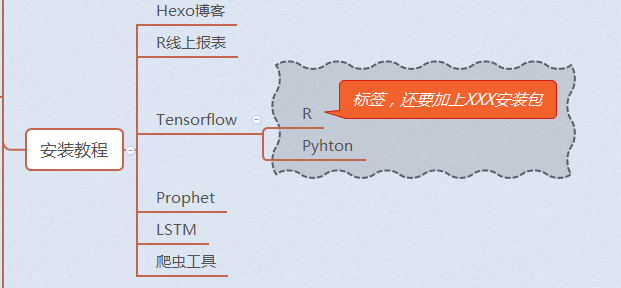 Hexo博客
R线上报表
标签，还要加上XXX安装包
Tensorflow
R
Pyhton
安装教程
Prophet
LSTM
爬虫工具